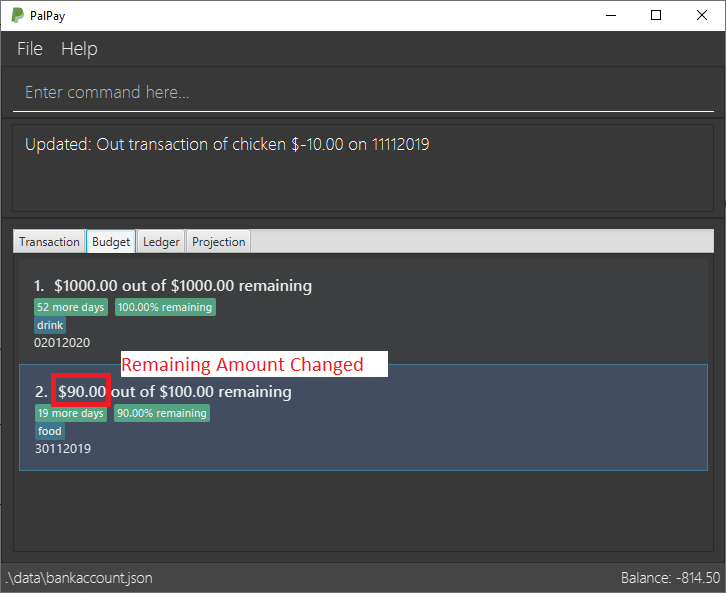 PalPay
File Help
Enter command here...
Updated: Out transaction of chicken $-10.00 on 11112019
Transaction Budget Ledger Projection
1. $1000.00 out of $1000.00 remaining
52 more days 100.00% remaining
drink
02012020
Remaining Amount Changed
2. $90.00 out of $100.00 remaining
19 more days 90.00% remaining
food
30112019
.\data\bankaccount.json Balance: -814.50